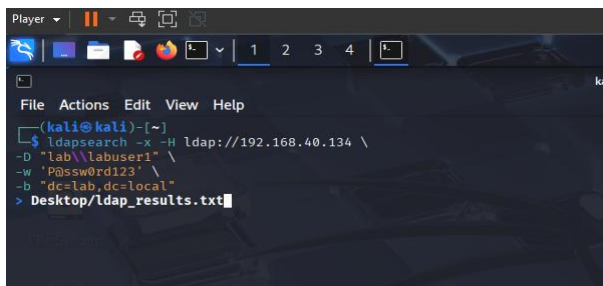 Player
1 2 3 4
ka
File Actions Edit View Help
(kali㉿kali)-[~]
$ ldapsearch -x -H ldap://192.168.40.134 \
-D "lab\\labuser1" \
-w 'P@ssw0rd123' \
-b "dc=lab,dc=local"
> Desktop/ldap_results.txt